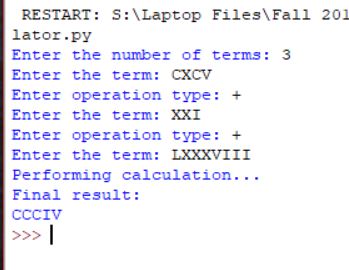 RESTART: S:\Laptop Files\Fall 201
lator.py
Enter the number of terms: 3
Enter the term: CXCV
Enter operation type: +
Enter the term: XXI
Enter operation type: +
Enter the term: LXXXVIII
Performing calculation...
Final result:
CCCIV
>>>